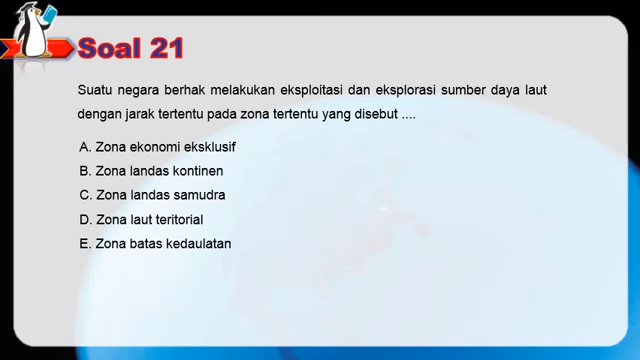 Soal 21
Suatu negara berhak melakukan eksploitasi dan eksplorasi sumber daya laut
dengan jarak tertentu pada zona tertentu yang disebut ....
A. Zona ekonomi eksklusif
B. Zona landas kontinen
C. Zona landas samudra
D. Zona laut teritorial
E. Zona batas kedaulatan